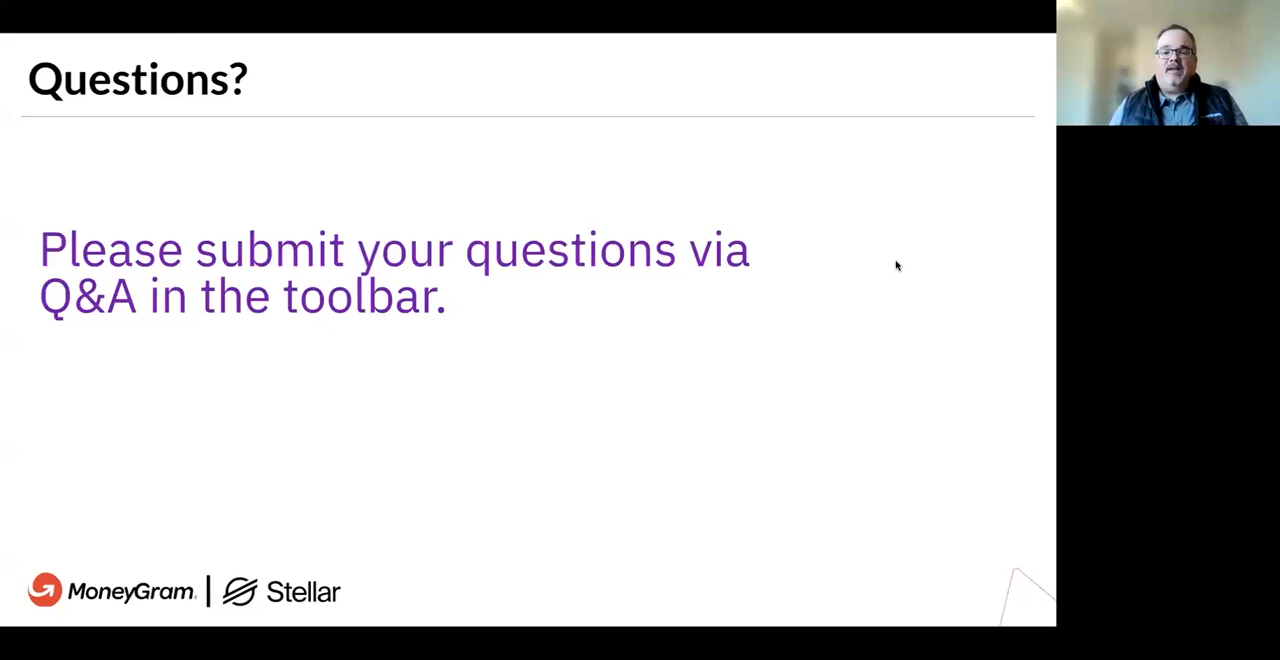 Questions?
Please submit your questions via
Q&A in the toolbar.
MoneyGram | Stellar